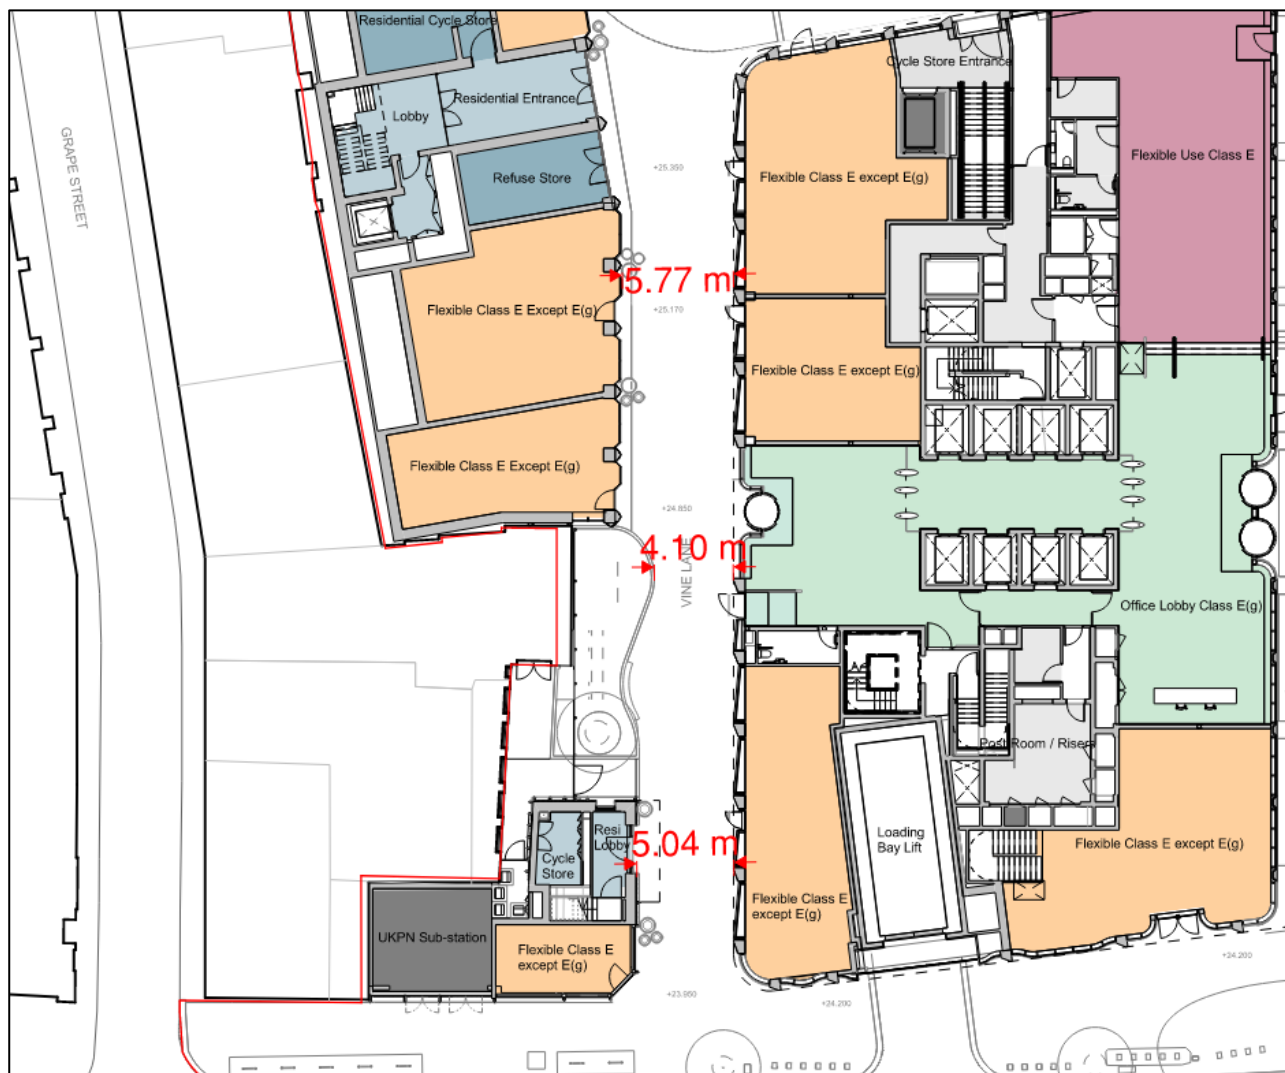 Residential Cycle Store
Cycle Store Entrance
Residential Entrance
Lobby
GRAPE STREET
Flexible Use Class E
+25.350
Refuse Store
Flexible Class E except E(g)
5.77 m
Flexible Class E Except E(g)
+25.170
Flexible Class E except E(g)
Flexible Class E Except E(g)
+24.850
4.10 m
VINE LANE
Office Lobby Class E(g)
Post Room / Risers
Resi
Lobby
5.04 m
Cycle
Store
Loading
Bay Lift
Flexible Class E except E(g)
Flexible Class E
except E(g)
UKPN Sub-station
Flexible Class E
except E(g)
+24.200
+23.950
+24.200